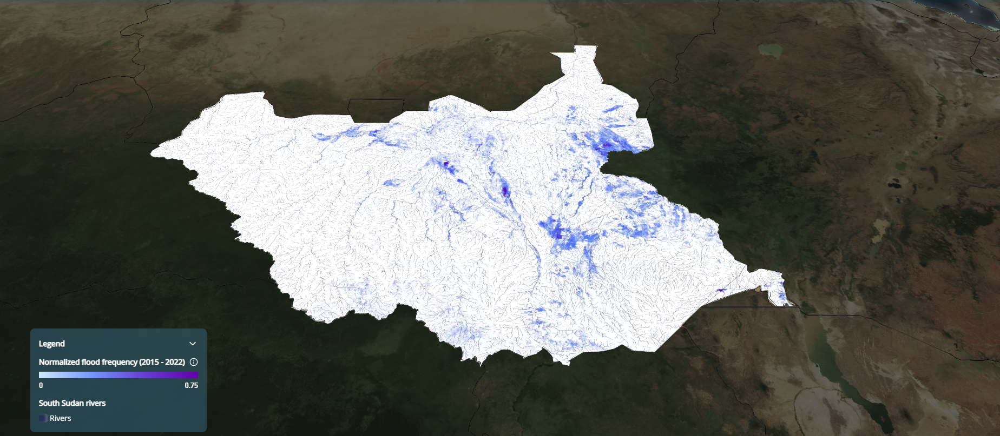 Legend
Normalized flood frequency (2015 - 2022)
0 0.75
South Sudan rivers
Rivers